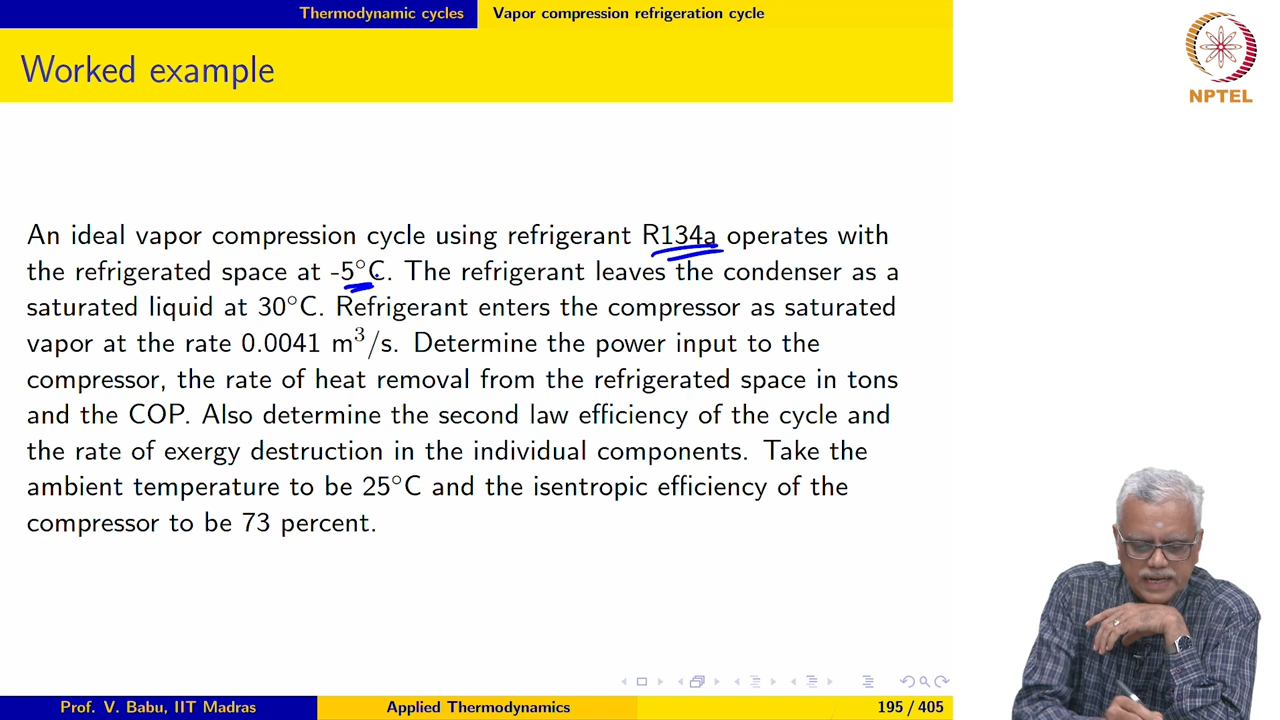 Thermodynamic cycles Vapor compression refrigeration cycle
Worked example
NPTEL
An ideal vapor compression cycle using refrigerant R134a operates with
the refrigerated space at -5°C. The refrigerant leaves the condenser as a
saturated liquid at 30°C. Refrigerant enters the compressor as saturated
vapor at the rate 0.0041 m³/s. Determine the power input to the
compressor, the rate of heat removal from the refrigerated space in tons
and the COP. Also determine the second law efficiency of the cycle and
the rate of exergy destruction in the individual components. Take the
ambient temperature to be 25°C and the isentropic efficiency of the
compressor to be 73 percent.
Prof. V. Babu, IIT Madras Applied Thermodynamics 195 / 405